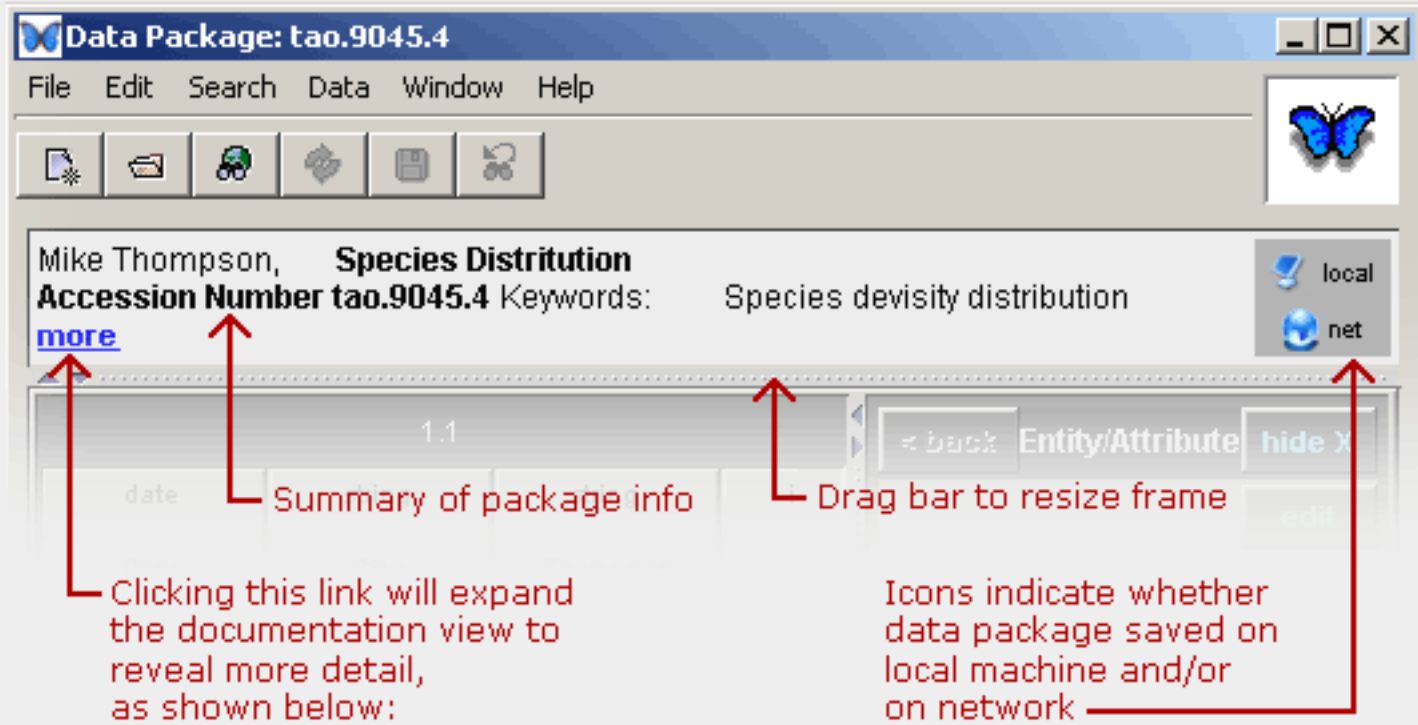 Data Package: tao.9045.4
File Edit Search Data Window Help
Mike Thompson, Species Distritution
Accession Number tao.9045.4 Keywords: Species devisity distribution
more
local
net
1.1
< back Entity/Attribute hide X
date
edit
Summary of package info
Drag bar to resize frame
Clicking this link will expand
the documentation view to
reveal more detail,
as shown below:
Icons indicate whether
data package saved on
local machine and/or
on network